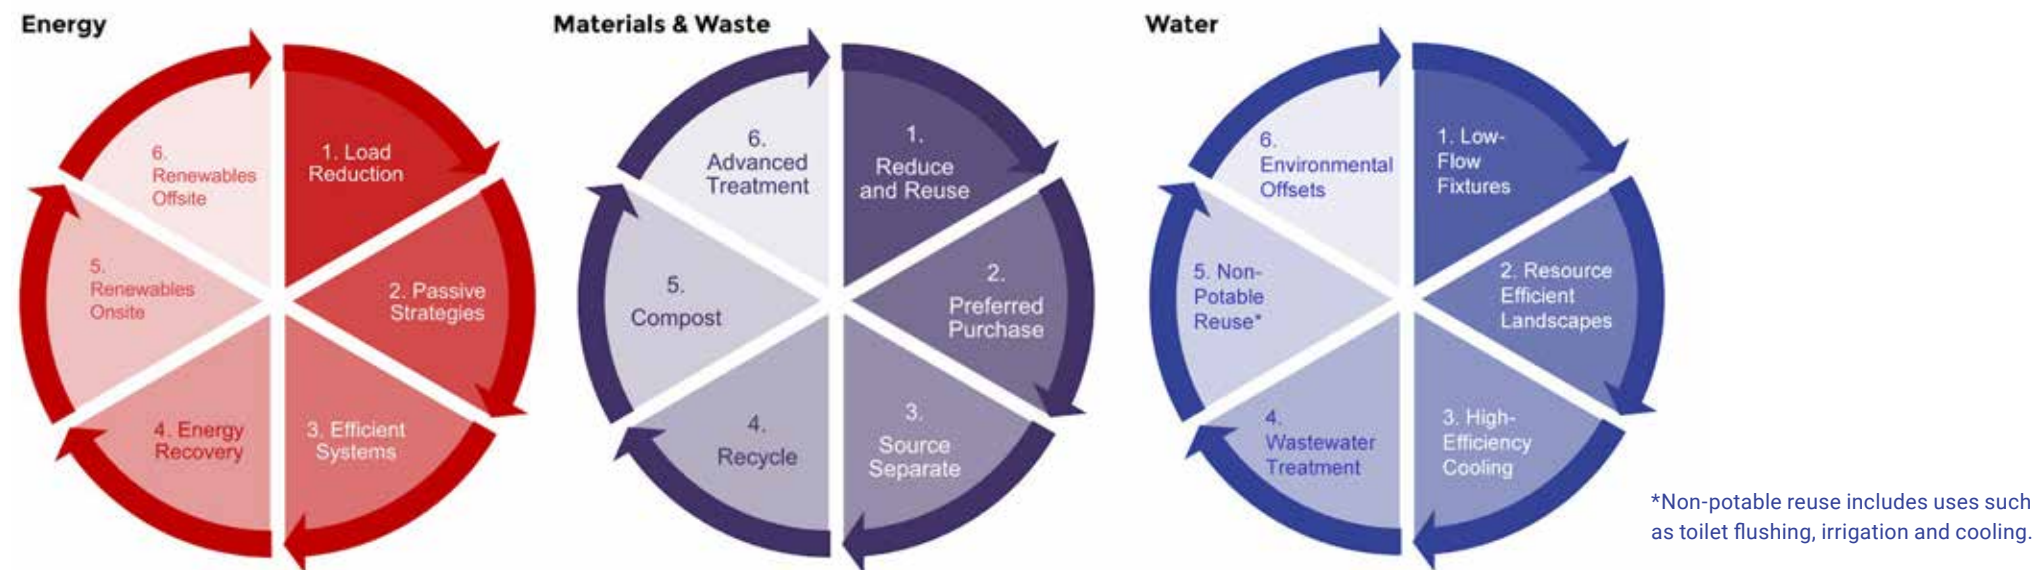 Energy
1. Load
Reduction
2. Passive
Strategies
3. Efficient
Systems
4. Energy
Recovery
5.
Renewables
Onsite
6.
Renewables
Offsite
Materials & Waste
1.
Reduce
and Reuse
2.
Preferred
Purchase
3.
Source
Separate
4.
Recycle
5.
Compost
6.
Advanced
Treatment
Water
1. Low-
Flow
Fixtures
2. Resource
Efficient
Landscapes
3. High-
Efficiency
Cooling
4.
Wastewater
Treatment
5. Non-
Potable
Reuse*
6.
Environmental
Offsets
*Non-potable reuse includes uses such
as toilet flushing, irrigation and cooling.